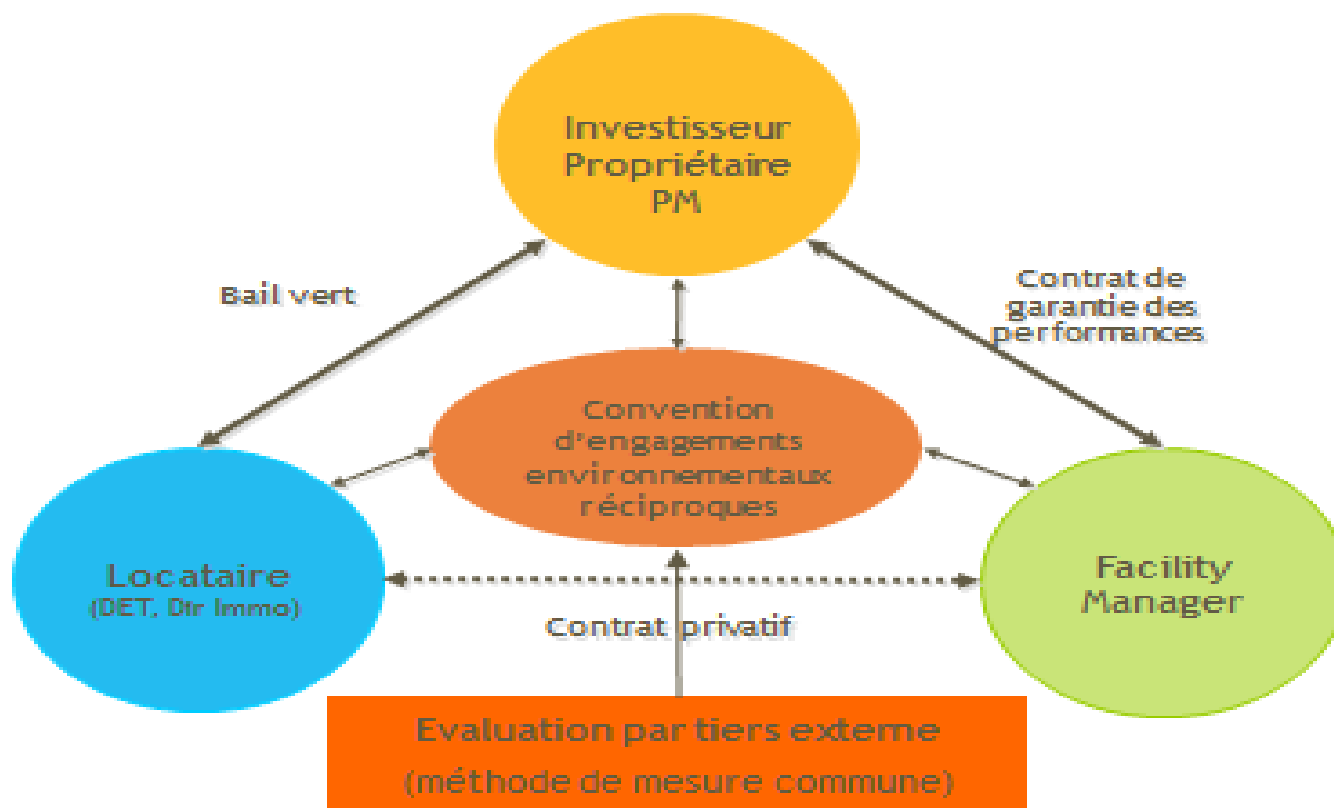 Investisseur
Propriétaire
PM
Bail vert
Contrat de
garantie des
performances
Convention
d'engagements
environnementaux
réciproques
Locataire
(DET, Dir Immo)
Facility
Manager
Contrat privatif
Evaluation par tiers externe
(méthode de mesure commune)